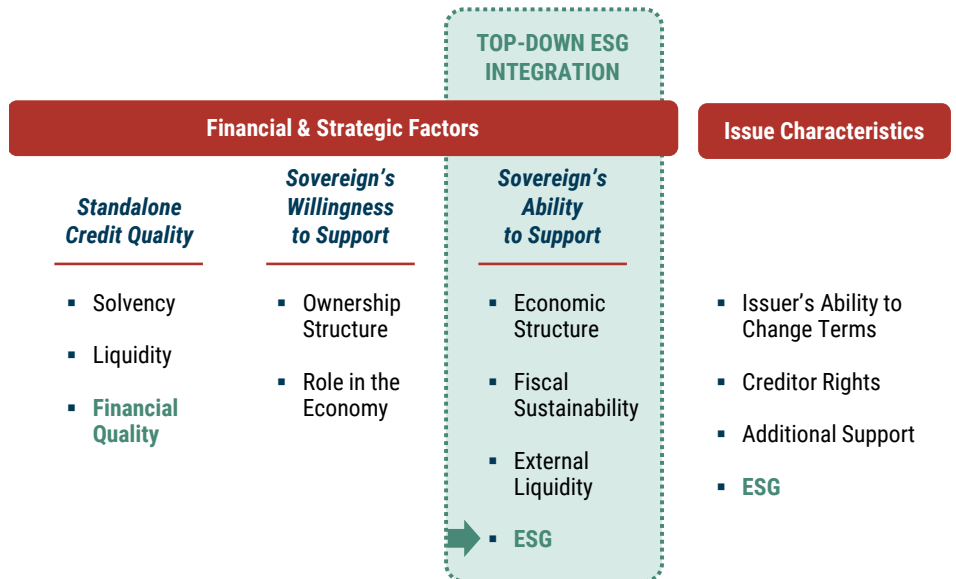 TOP-DOWN ESG
INTEGRATION
Financial & Strategic Factors
Issue Characteristics
Standalone
Credit Quality
Sovereign’s
Willingness
to Support
Sovereign’s
Ability
to Support
▪ Solvency
▪ Liquidity
▪ Financial
Quality
▪ Ownership
Structure
▪ Role in the
Economy
▪ Economic
Structure
▪ Fiscal
Sustainability
▪ External
Liquidity
▪ ESG
▪ Issuer’s Ability to
Change Terms
▪ Creditor Rights
▪ Additional Support
▪ ESG